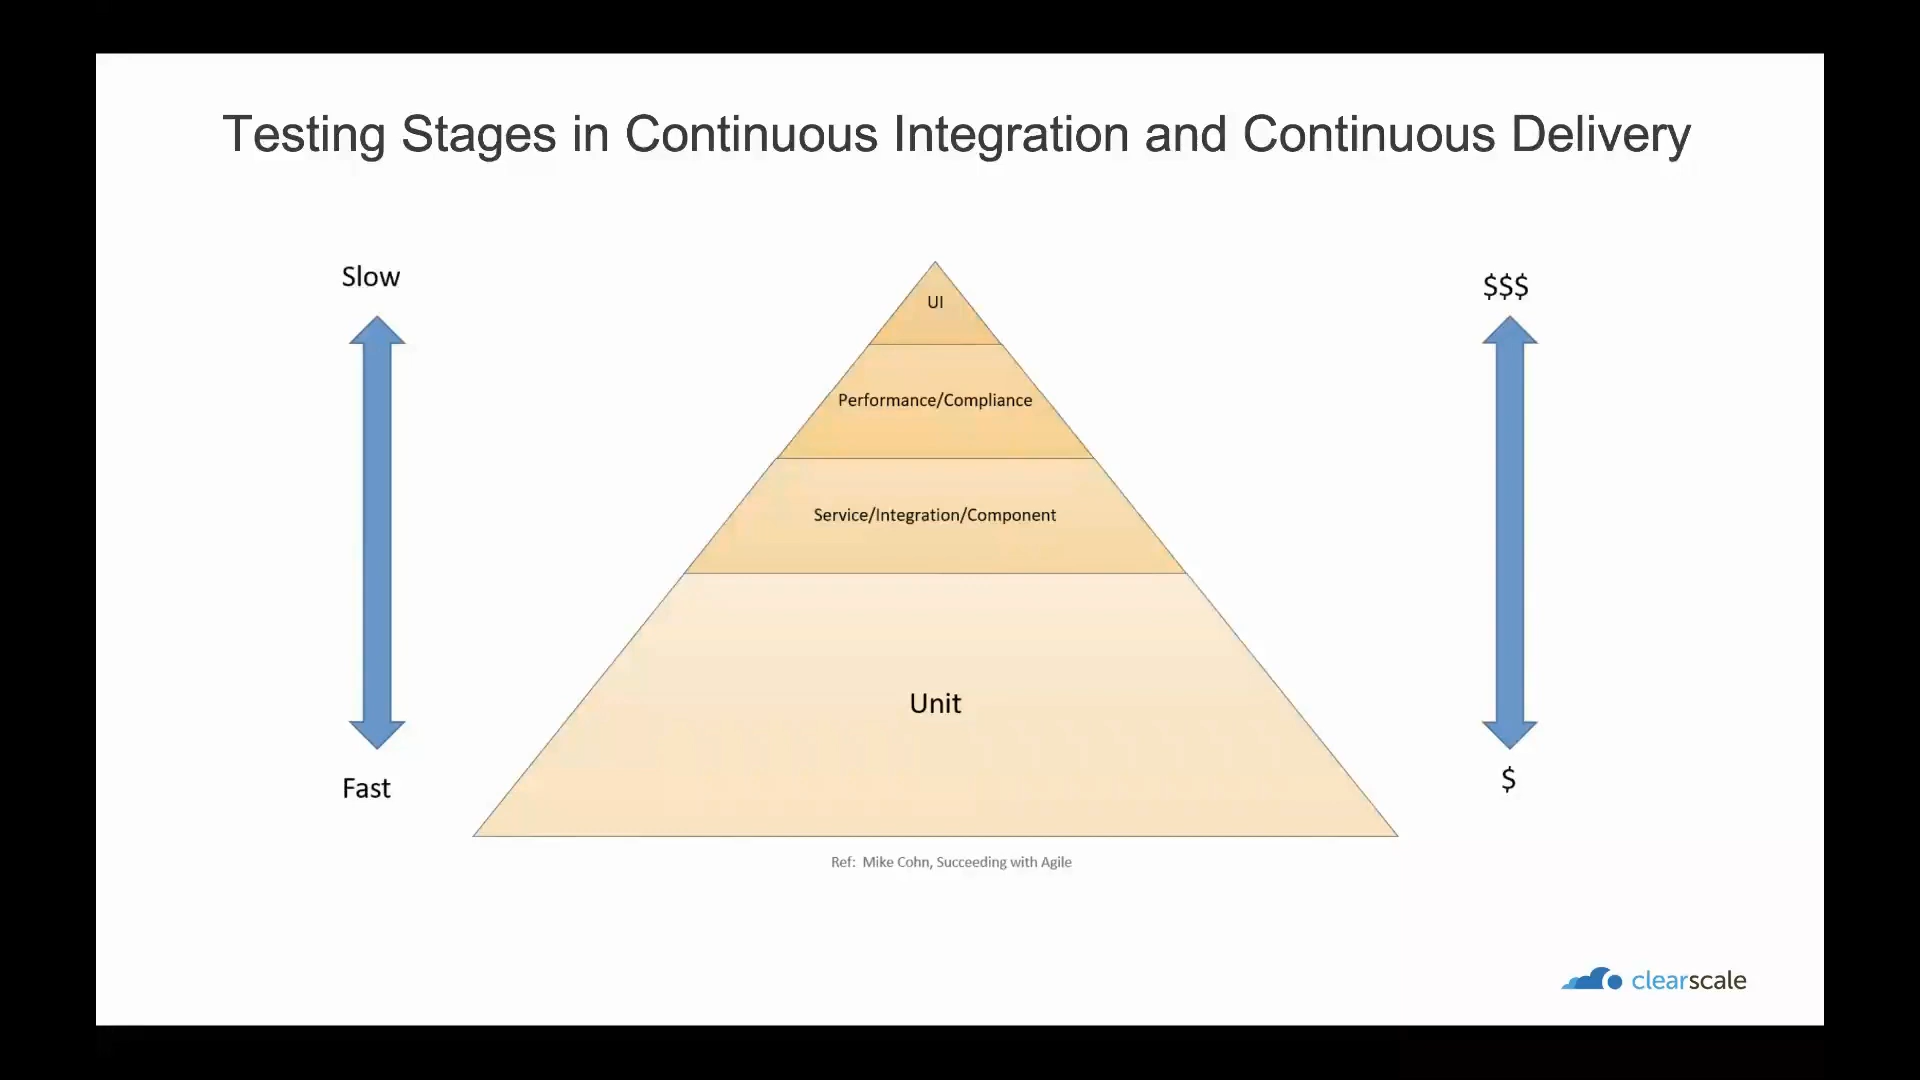 Testing Stages in Continuous Integration and Continuous Delivery
Slow
$$$
UI
Performance/Compliance
Service/Integration/Component
Unit
Fast
$
Ref: Mike Cohn, Succeeding with Agile
clearscale